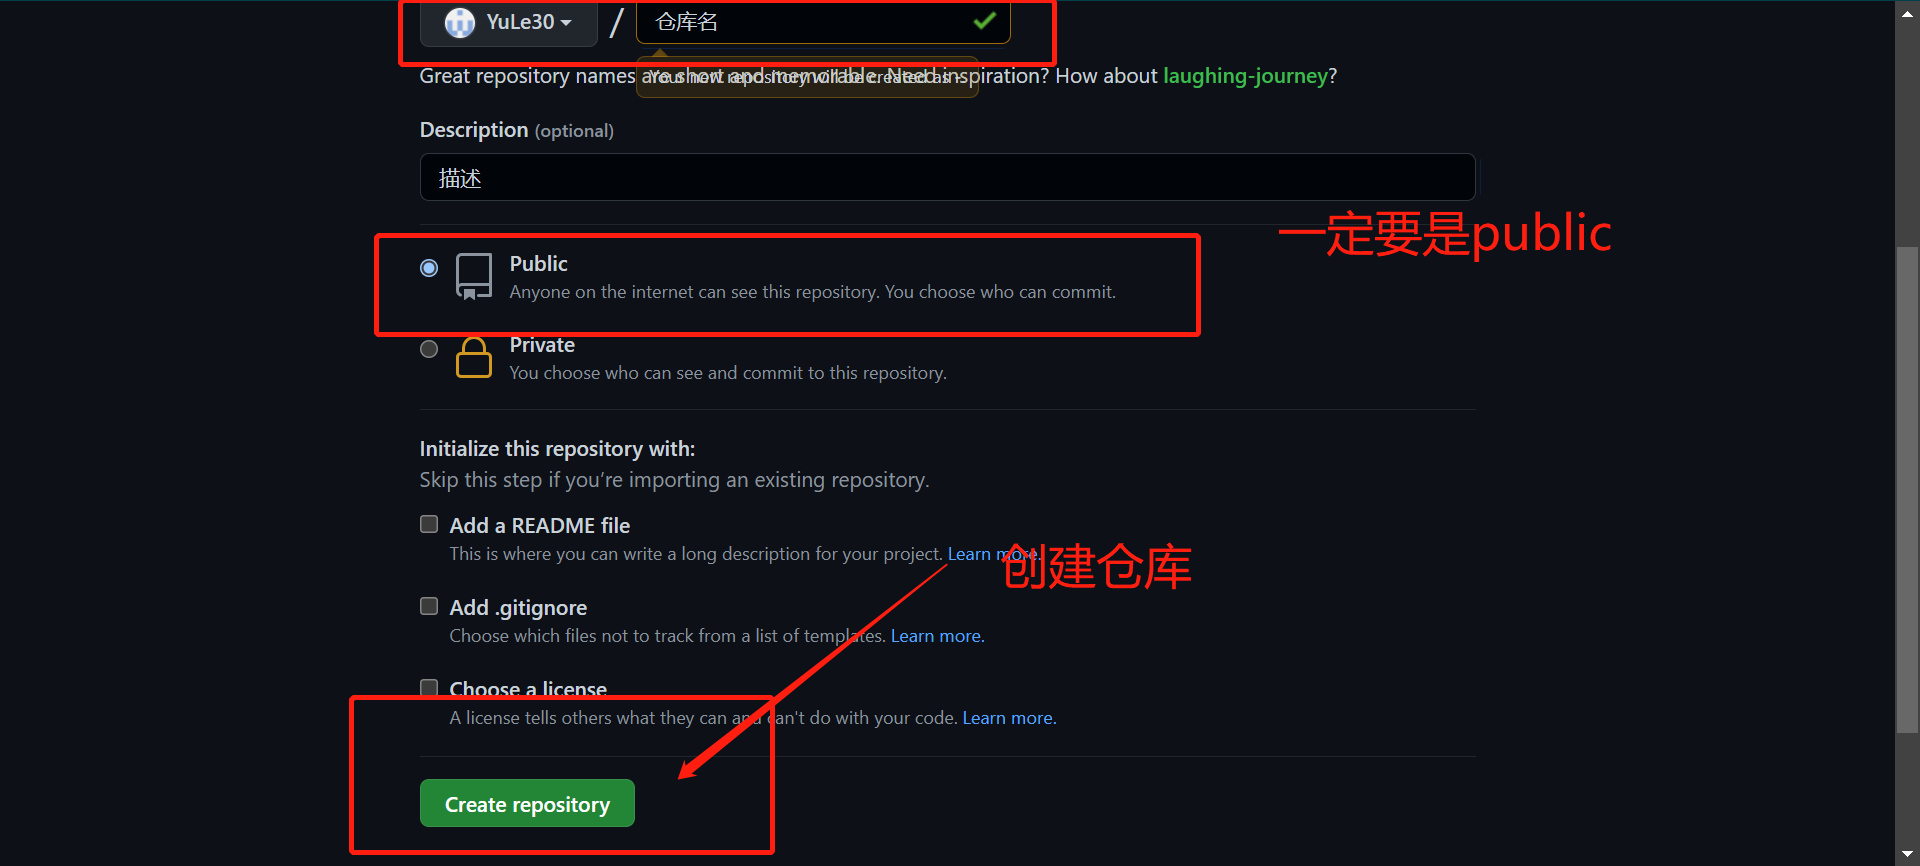 YuLe30 / 仓库名
Great repository names are short and memorable. Need inspiration? How about laughing-journey?
Your new repository will be created as -
Description (optional)
描述
一定要是public
Public
Anyone on the internet can see this repository. You choose who can commit.
Private
You choose who can see and commit to this repository.
Initialize this repository with:
Skip this step if you’re importing an existing repository.
Add a README file
This is where you can write a long description for your project. Learn more.
创建仓库
Add .gitignore
Choose which files not to track from a list of templates. Learn more.
Choose a license
A license tells others what they can and can't do with your code. Learn more.
Create repository